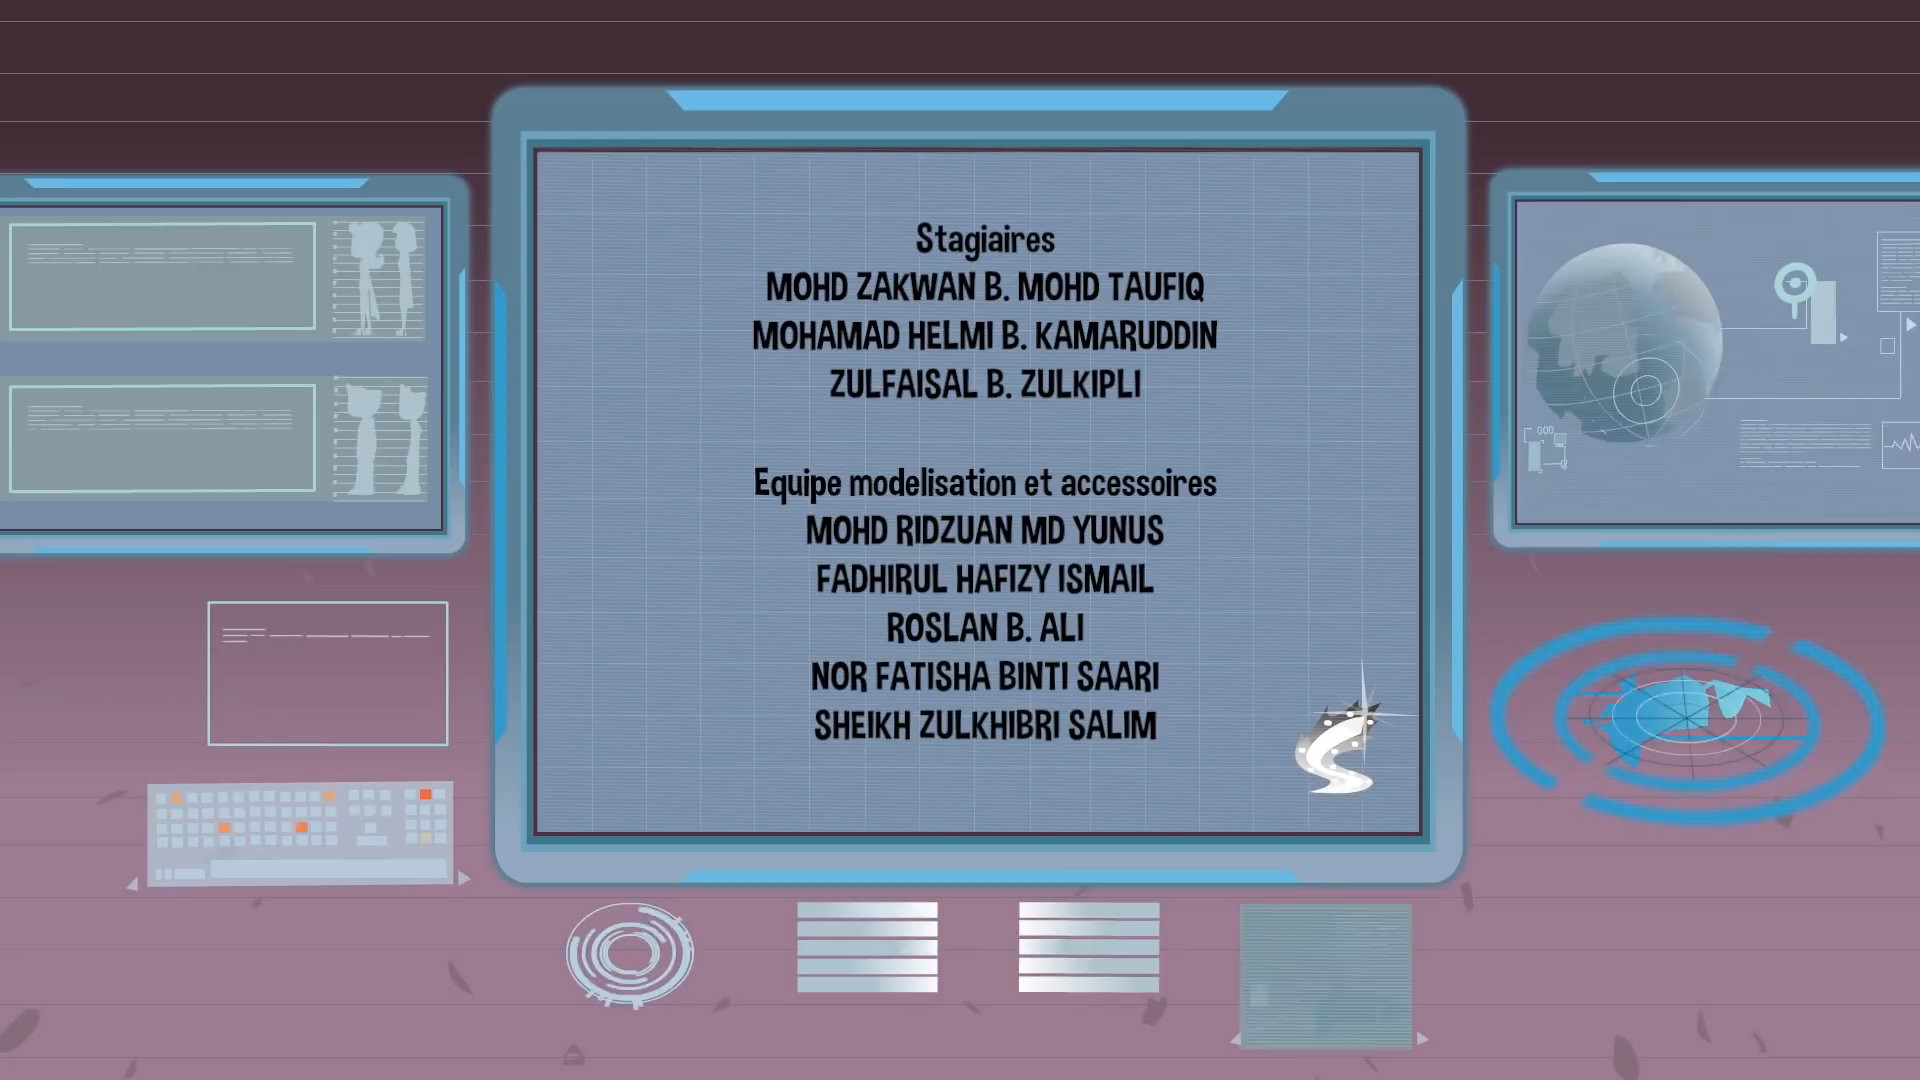 Stagiaires
MOHD ZAKWAN B. MOHD TAUFIQ
MOHAMAD HELMI B. KAMARUDDIN
ZULFAISAL B. ZULKIPLI
Equipe modelisation et accessoires
MOHD RIDZUAN MD YUNUS
FADHIRUL HAFIZY ISMAIL
ROSLAN B. ALI
NOR FATISHA BINTI SAARI
SHEIKH ZULKHIBRI SALIM
000